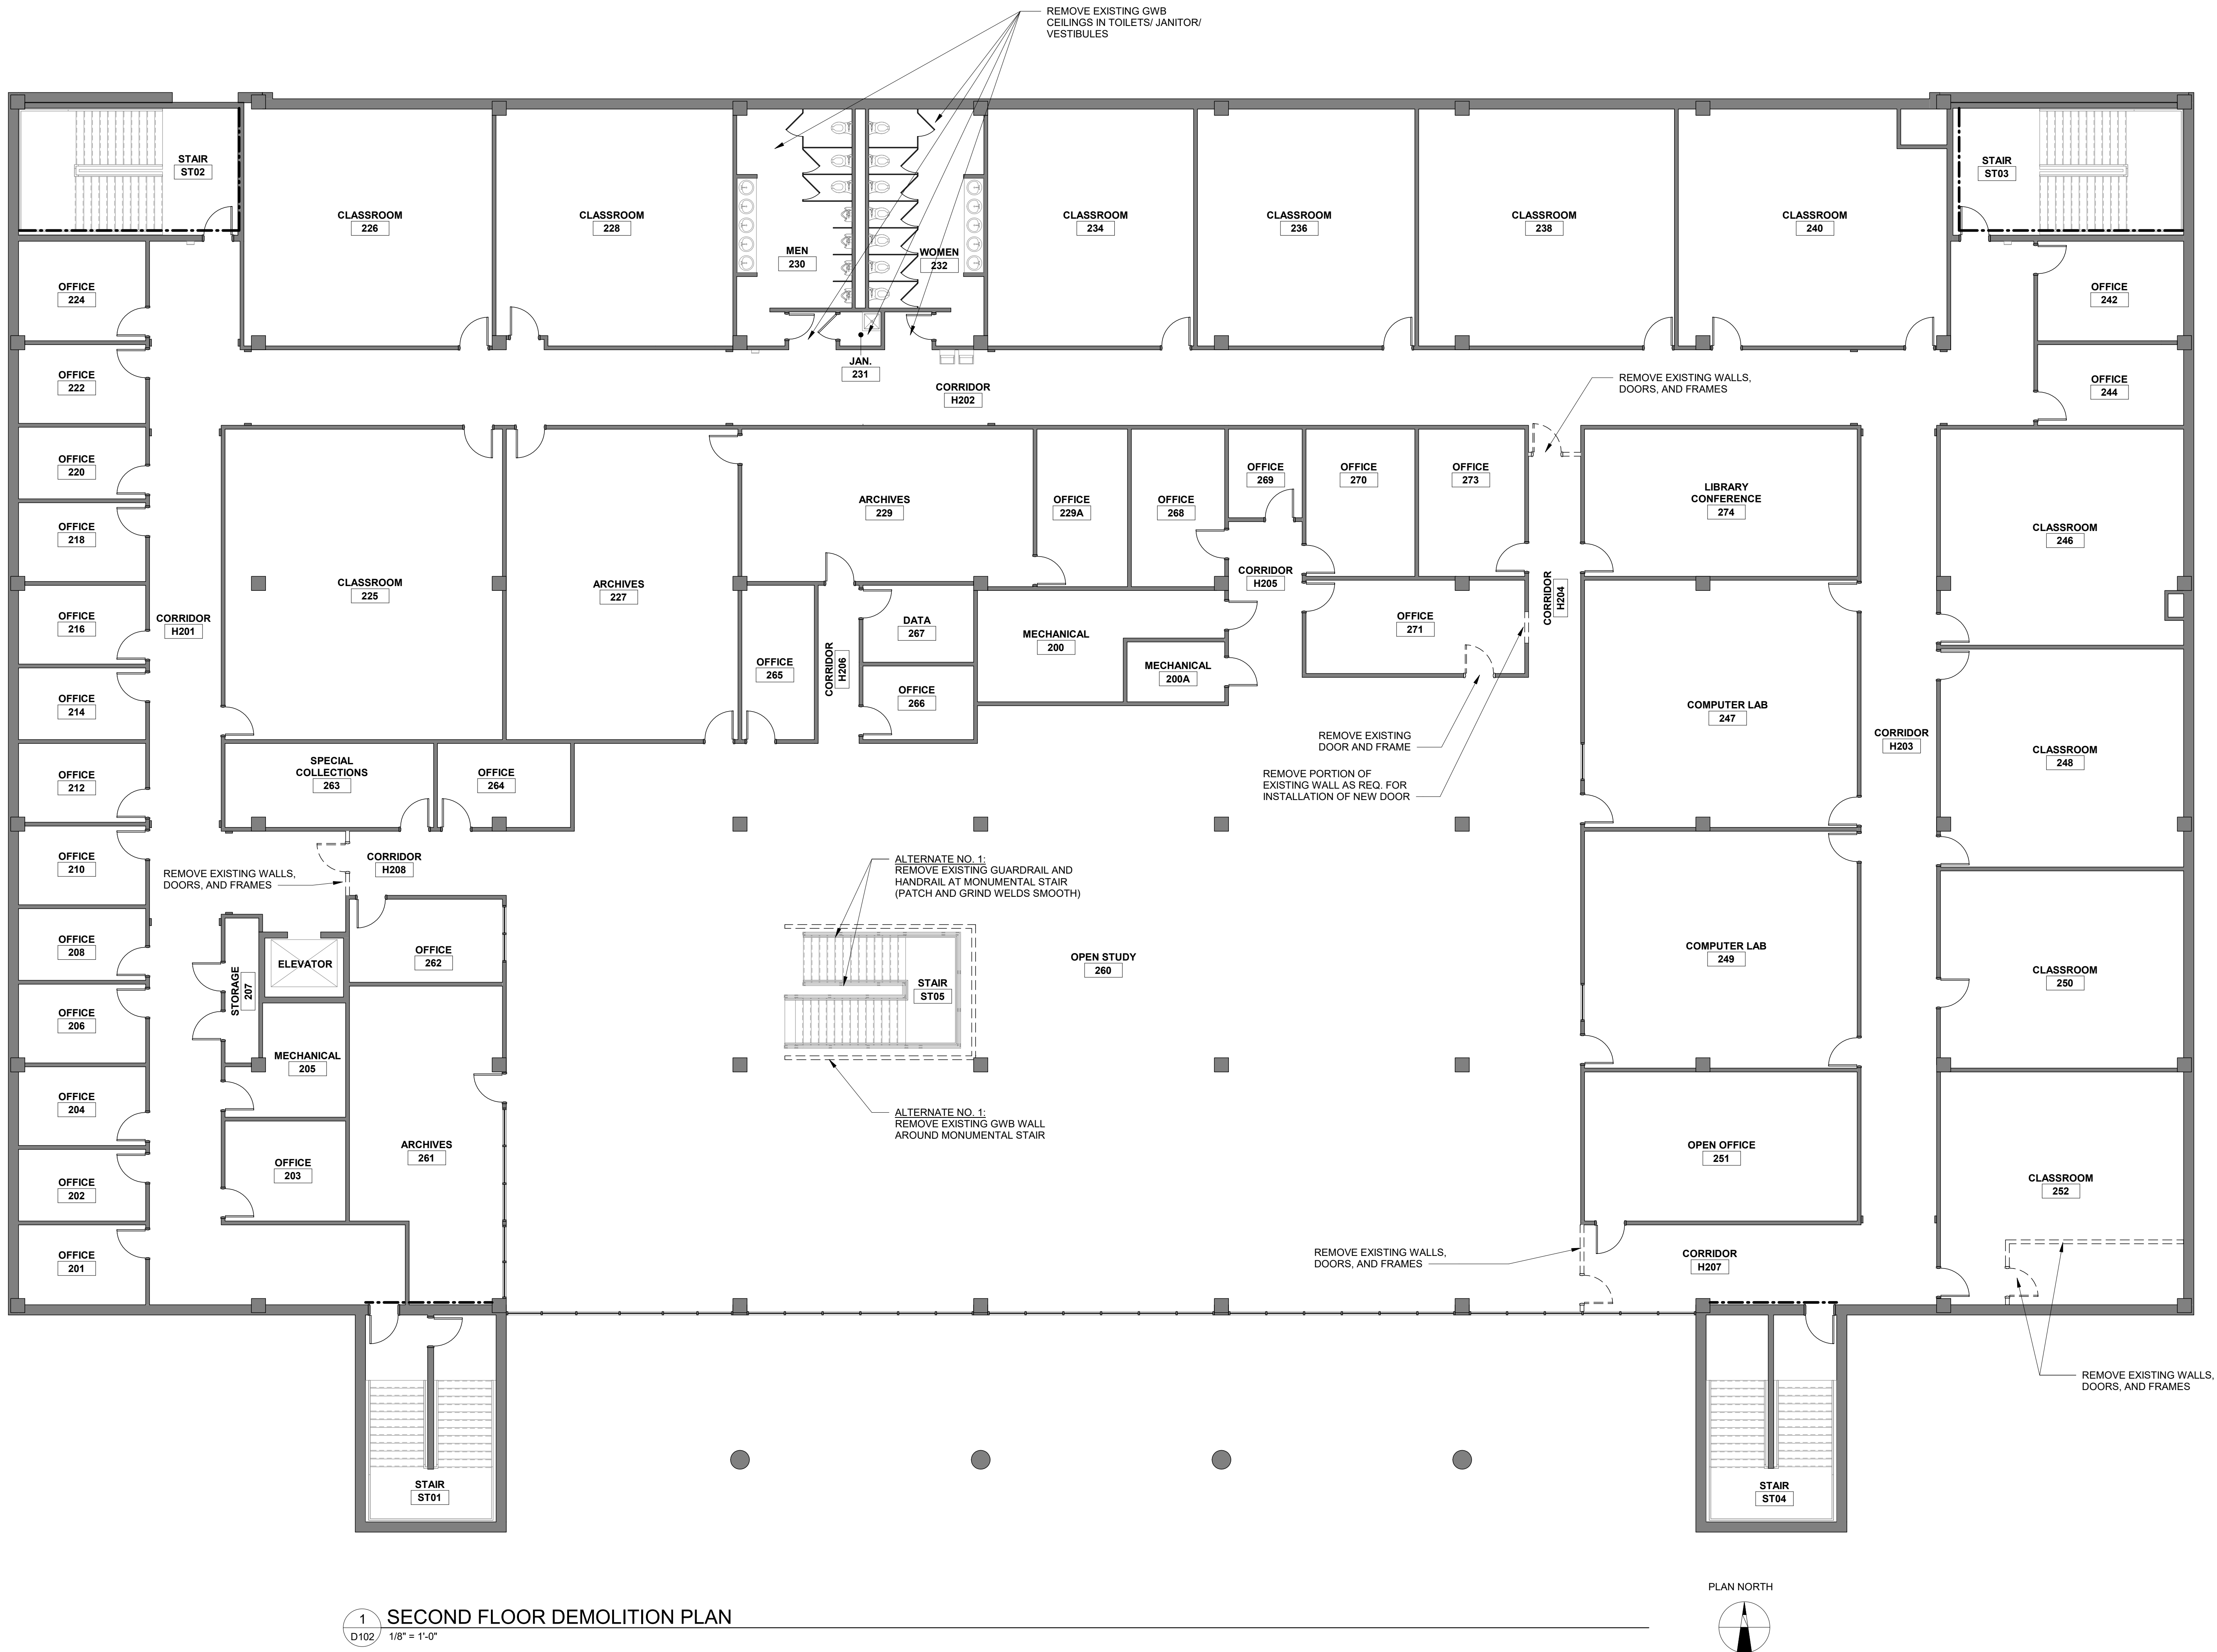 REMOVE EXISTING GWB
CEILINGS IN TOILETS/ JANITOR/
VESTIBULES
STAIR
ST02
STAIR
ST03
CLASSROOM
226
CLASSROOM
228
CLASSROOM
234
CLASSROOM
236
CLASSROOM
238
CLASSROOM
240
MEN
230
WOMEN
232
OFFICE
224
OFFICE
242
JAN.
231
OFFICE
222
CORRIDOR
H202
REMOVE EXISTING WALLS,
DOORS, AND FRAMES
OFFICE
244
OFFICE
220
ARCHIVES
229
OFFICE
229A
OFFICE
268
OFFICE
269
OFFICE
270
OFFICE
273
LIBRARY
CONFERENCE
274
CLASSROOM
246
OFFICE
218
CLASSROOM
225
ARCHIVES
227
CORRIDOR
H205
CORRIDOR
H204
OFFICE
216
CORRIDOR
H201
DATA
267
MECHANICAL
200
OFFICE
271
OFFICE
265
CORRIDOR
H206
MECHANICAL
200A
OFFICE
214
OFFICE
266
COMPUTER LAB
247
REMOVE EXISTING
DOOR AND FRAME
CORRIDOR
H203
CLASSROOM
248
OFFICE
212
SPECIAL
COLLECTIONS
263
OFFICE
264
REMOVE PORTION OF
EXISTING WALL AS REQ. FOR
INSTALLATION OF NEW DOOR
OFFICE
210
REMOVE EXISTING WALLS,
DOORS, AND FRAMES
CORRIDOR
H208
ALTERNATE NO. 1:
REMOVE EXISTING GUARDRAIL AND
HANDRAIL AT MONUMENTAL STAIR
(PATCH AND GRIND WELDS SMOOTH)
OFFICE
208
STORAGE
207
ELEVATOR
OFFICE
262
STAIR
ST05
OPEN STUDY
260
COMPUTER LAB
249
CLASSROOM
250
OFFICE
206
MECHANICAL
205
OFFICE
204
ALTERNATE NO. 1:
REMOVE EXISTING GWB WALL
AROUND MONUMENTAL STAIR
ARCHIVES
261
OPEN OFFICE
251
OFFICE
203
OFFICE
202
CLASSROOM
252
OFFICE
201
REMOVE EXISTING WALLS,
DOORS, AND FRAMES
CORRIDOR
H207
REMOVE EXISTING WALLS,
DOORS, AND FRAMES
STAIR
ST01
STAIR
ST04
PLAN NORTH
1
D102
SECOND FLOOR DEMOLITION PLAN
1/8" = 1'-0"